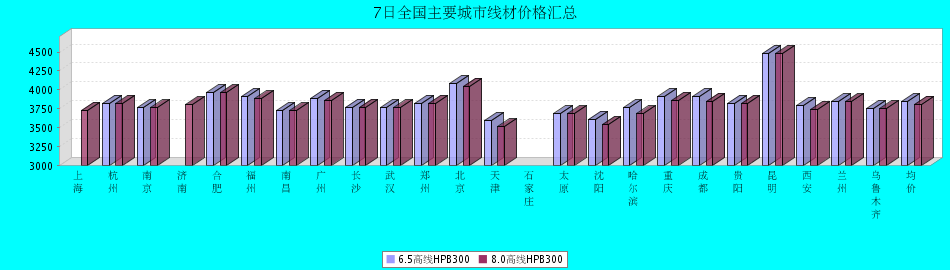 7日全国主要城市线材价格汇总
4500
4250
4000
3750
3500
3250
3000
上海
杭州
南京
济南
合肥
福州
南昌
广州
长沙
武汉
郑州
北京
天津
石家庄
太原
沈阳
哈尔滨
重庆
成都
贵阳
昆明
西安
兰州
乌鲁木齐
均价
6.5高线HPB300 8.0高线HPB300